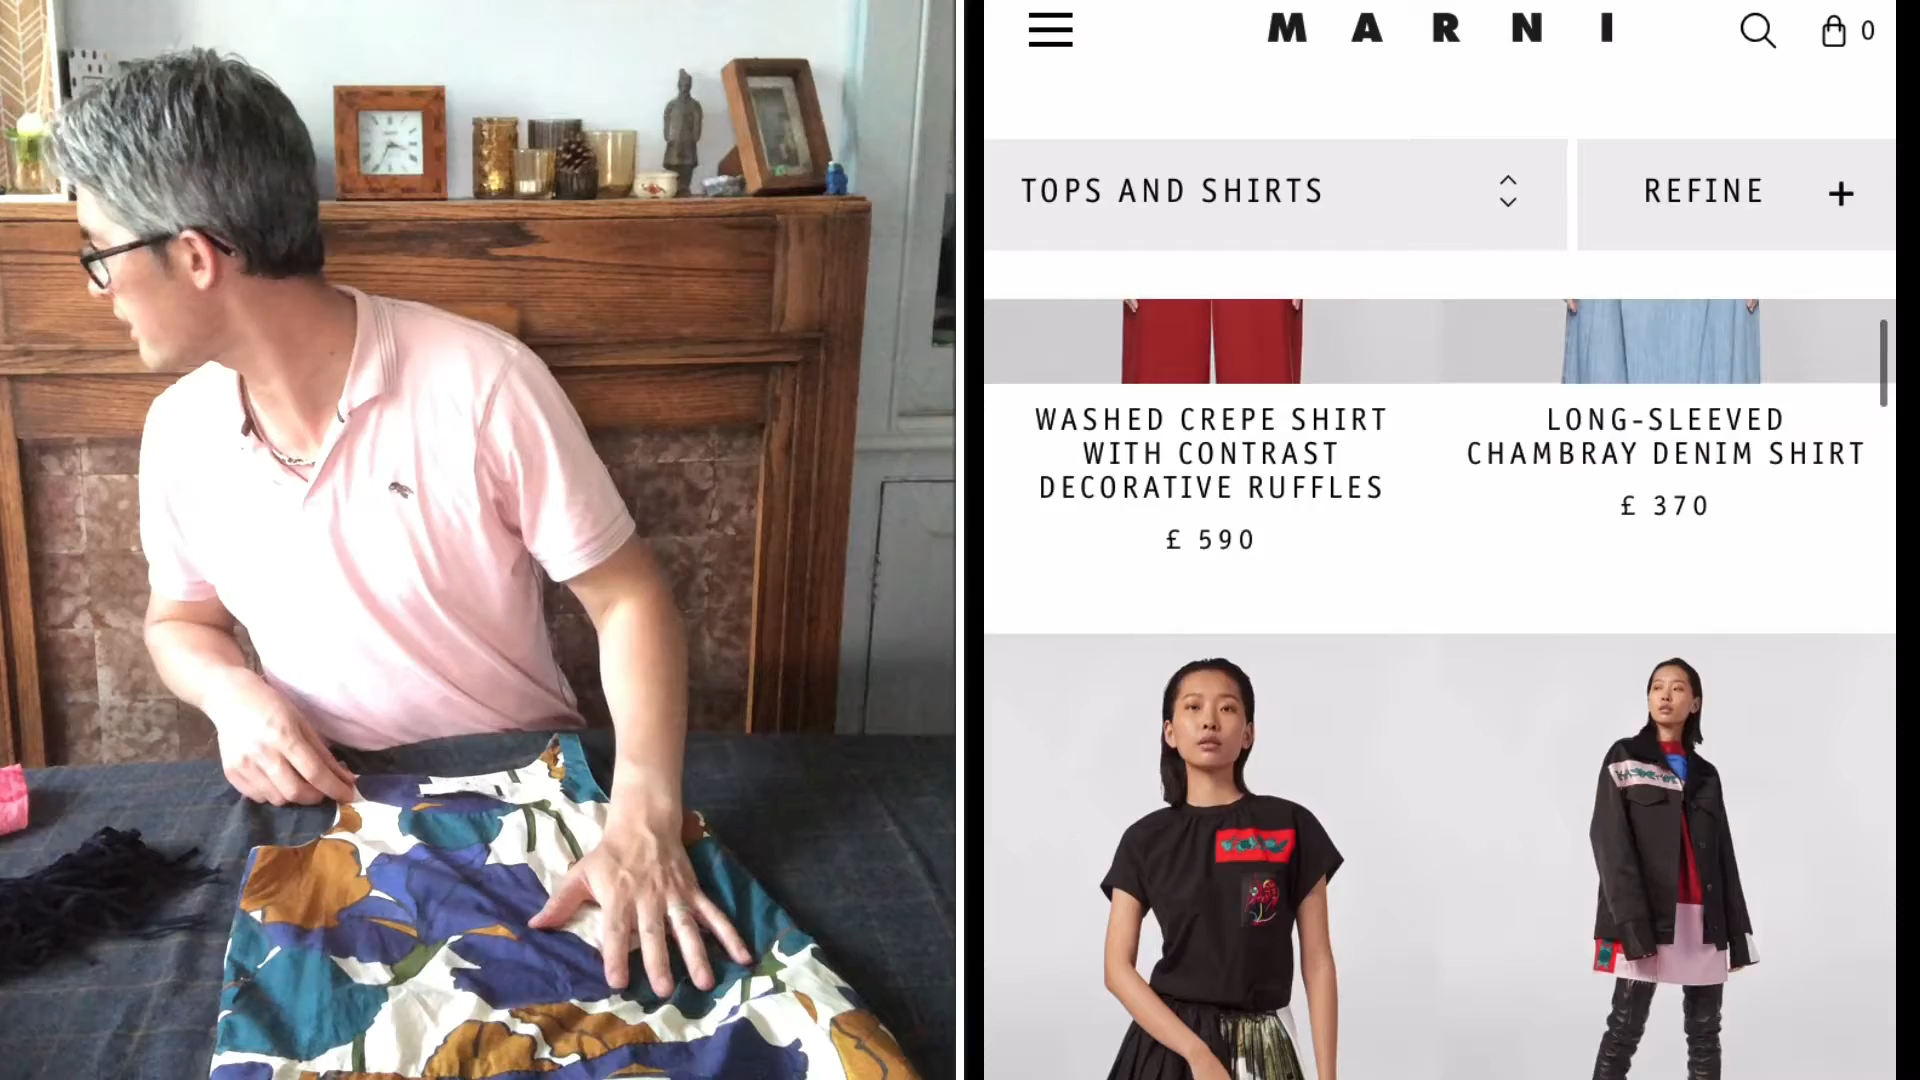 MARNI
0
TOPS AND SHIRTS
REFINE +
WASHED CREPE SHIRT
WITH CONTRAST
DECORATIVE RUFFLES
£ 590
LONG-SLEEVED
CHAMBRAY DENIM SHIRT
£ 370